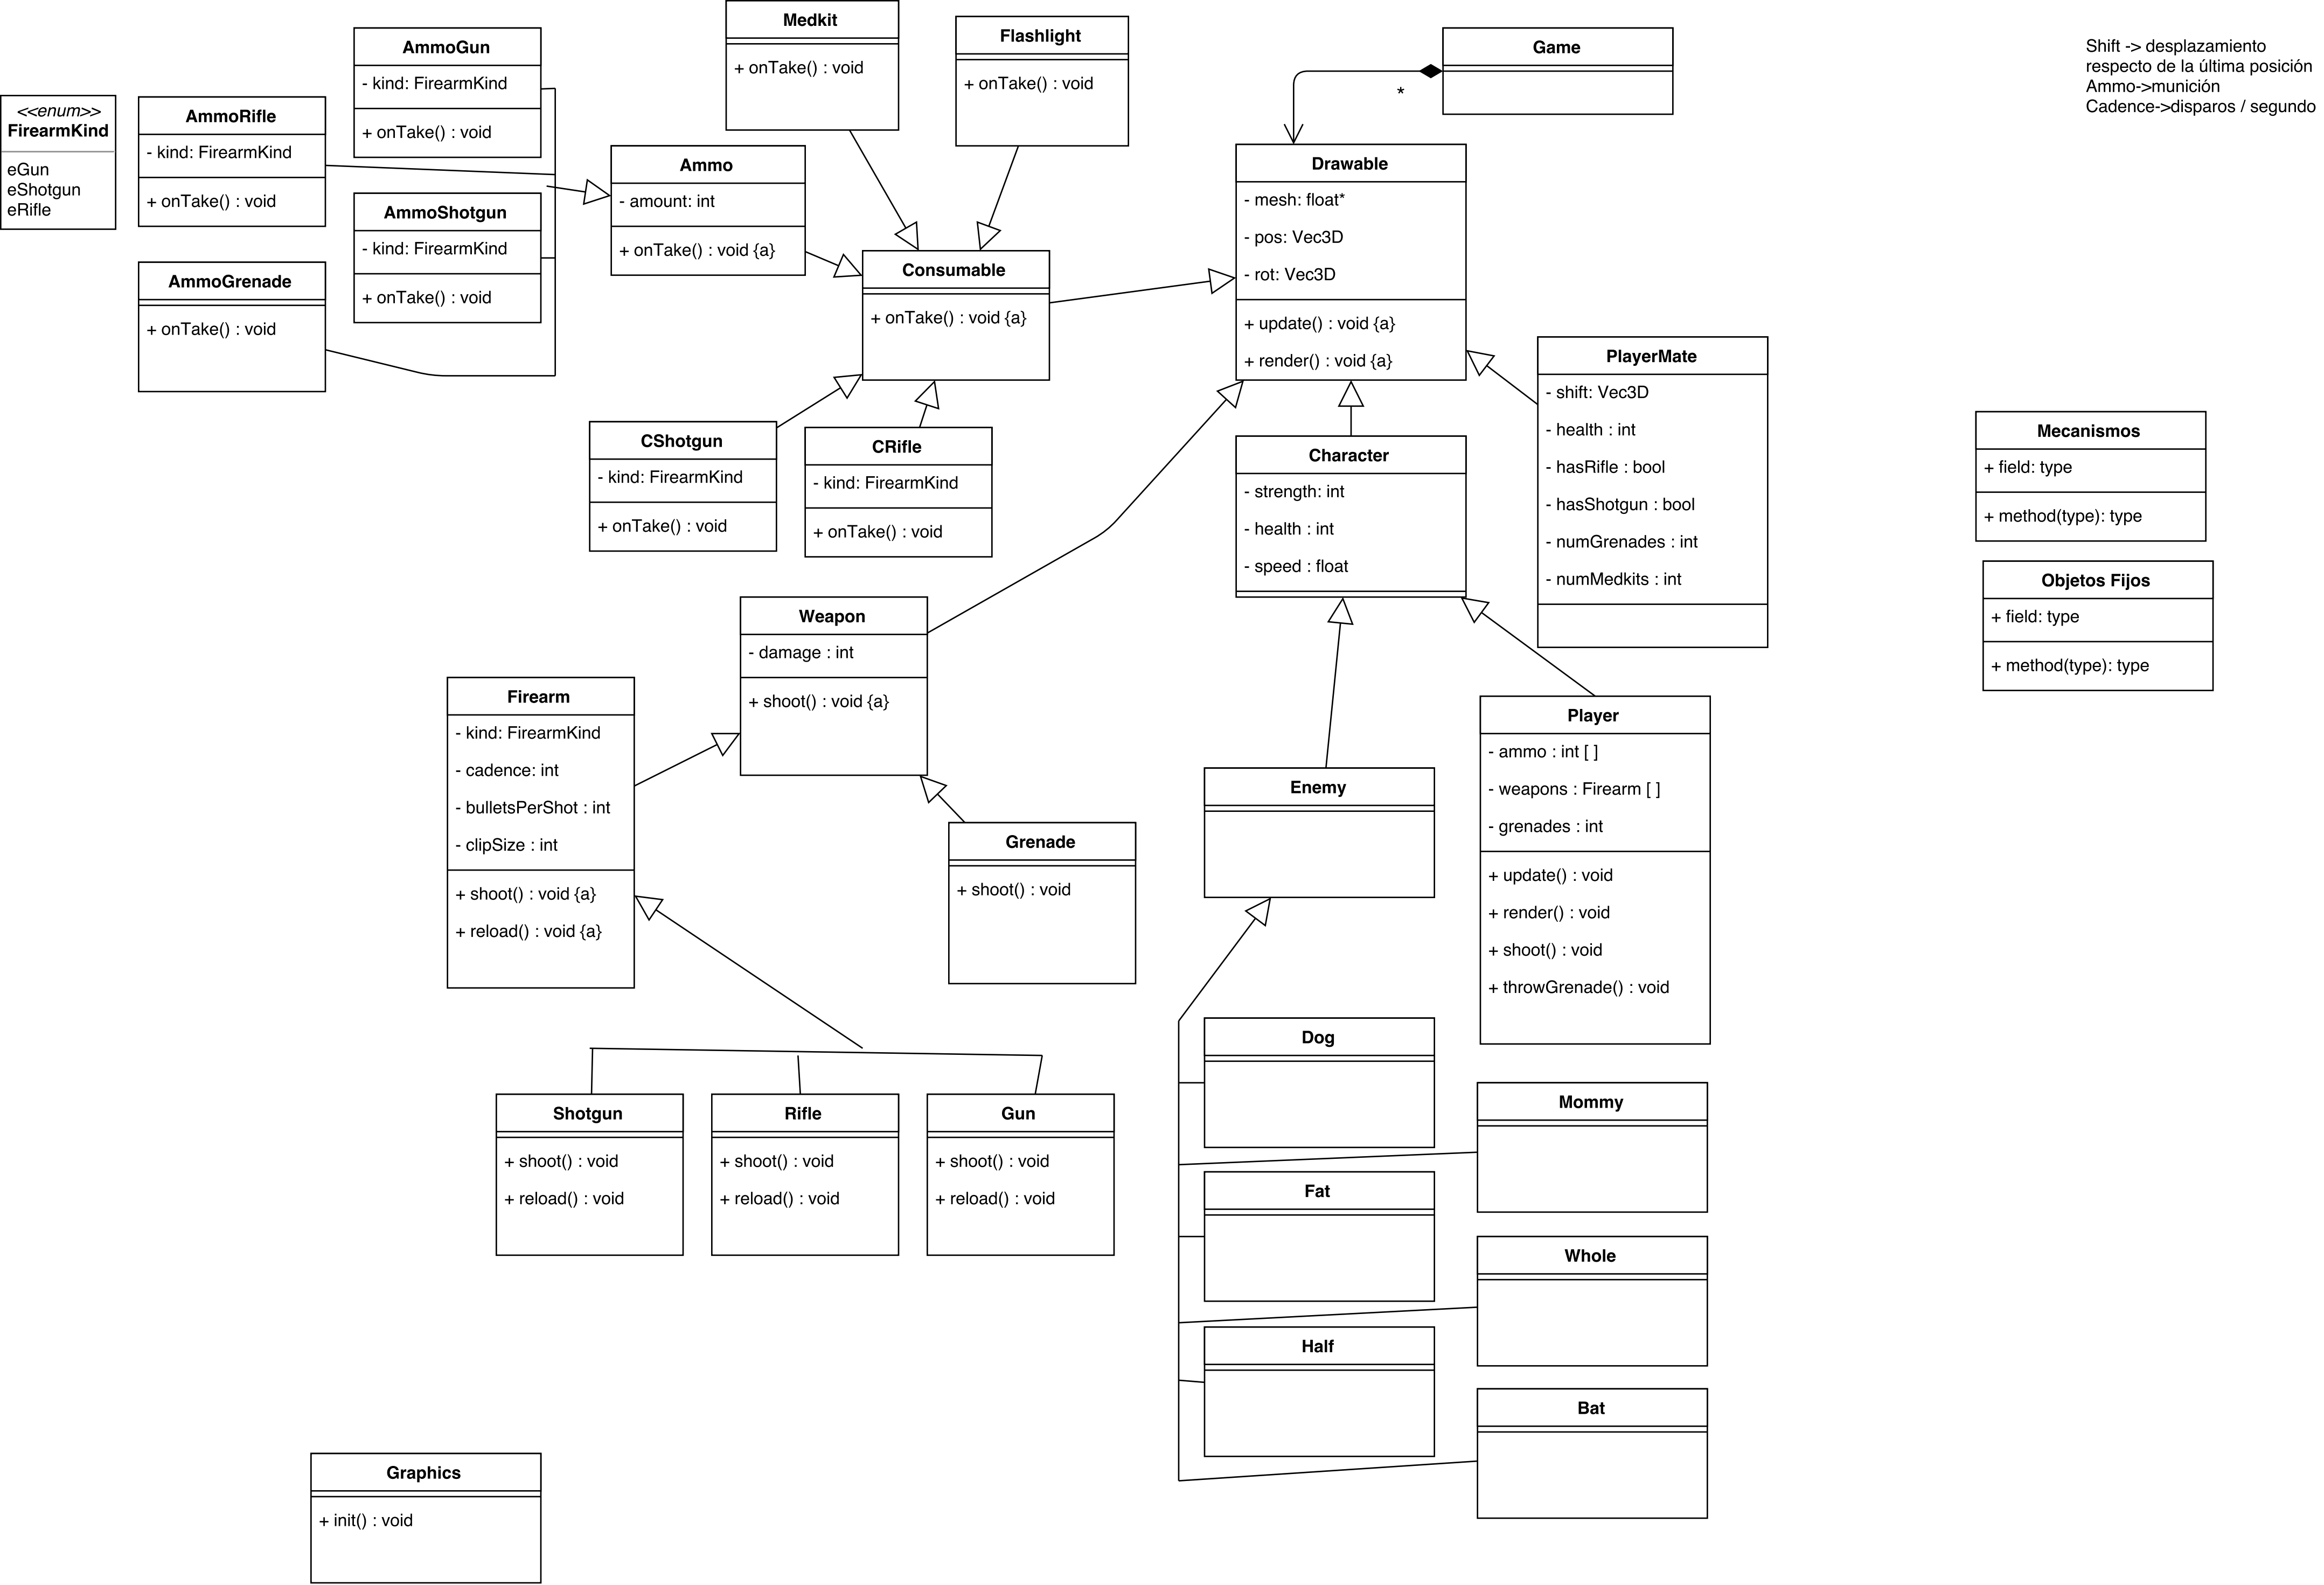 Medkit
+ onTake() : void
Flashlight
+ onTake() : void
Game
*
Shift -> desplazamiento
respecto de la última posición
Ammo->munición
Cadence->disparos / segundo
AmmoGun
- kind: FirearmKind
+ onTake() : void
<<enum>>
FirearmKind
eGun
eShotgun
eRifle
AmmoRifle
- kind: FirearmKind
+ onTake() : void
AmmoShotgun
- kind: FirearmKind
+ onTake() : void
AmmoGrenade
+ onTake() : void
Ammo
- amount: int
+ onTake() : void {a}
Consumable
+ onTake() : void {a}
Drawable
- mesh: float*
- pos: Vec3D
- rot: Vec3D
+ update() : void {a}
+ render() : void {a}
PlayerMate
- shift: Vec3D
- health : int
- hasRifle : bool
- hasShotgun : bool
- numGrenades : int
- numMedkits : int
CShotgun
- kind: FirearmKind
+ onTake() : void
CRifle
- kind: FirearmKind
+ onTake() : void
Character
- strength: int
- health : int
- speed : float
Mecanismos
+ field: type
+ method(type): type
Objetos Fijos
+ field: type
+ method(type): type
Weapon
- damage : int
+ shoot() : void {a}
Firearm
- kind: FirearmKind
- cadence: int
- bulletsPerShot : int
- clipSize : int
+ shoot() : void {a}
+ reload() : void {a}
Grenade
+ shoot() : void
Enemy
Player
- ammo : int [ ]
- weapons : Firearm [ ]
- grenades : int
+ update() : void
+ render() : void
+ shoot() : void
+ throwGrenade() : void
Shotgun
+ shoot() : void
+ reload() : void
Rifle
+ shoot() : void
+ reload() : void
Gun
+ shoot() : void
+ reload() : void
Dog
Mommy
Fat
Whole
Half
Bat
Graphics
+ init() : void